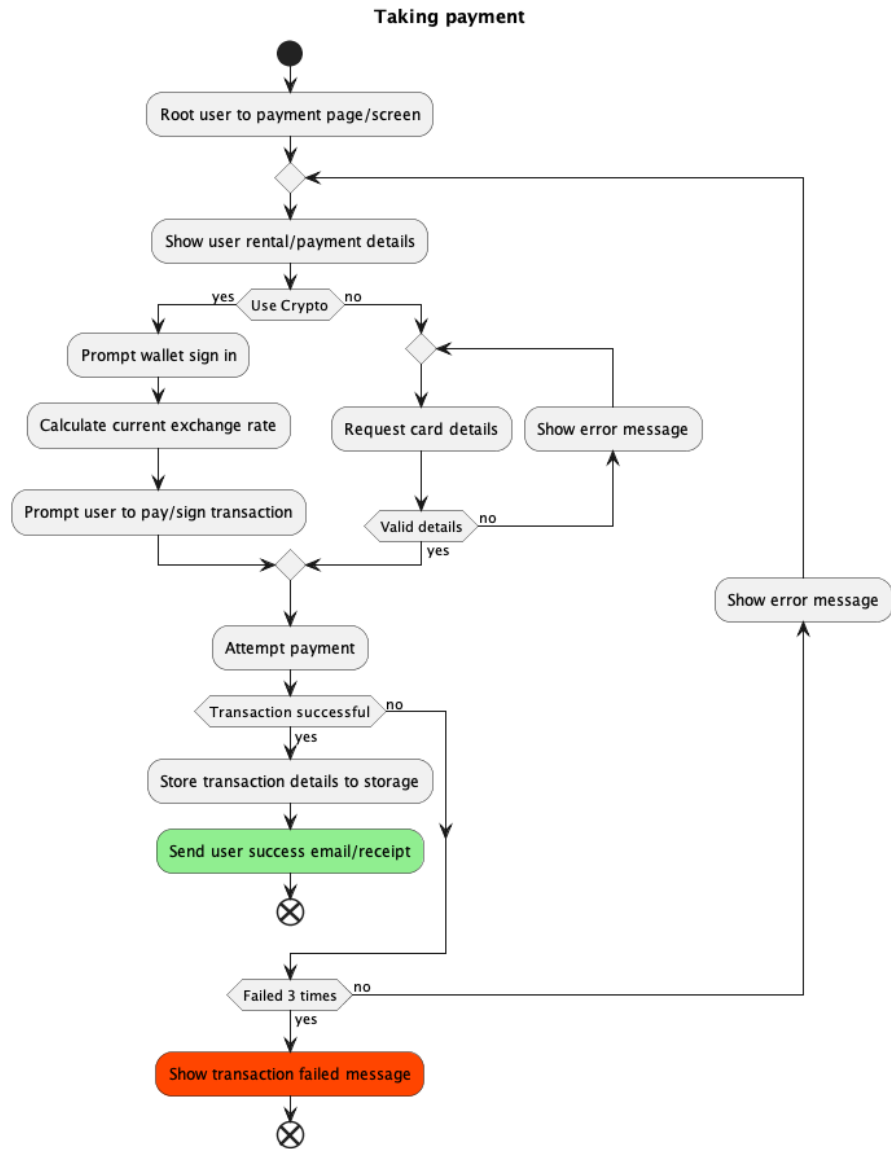 Taking payment
Root user to payment page/screen
Show user rental/payment details
yes
Use Crypto
no
Prompt wallet sign in
Calculate current exchange rate
Prompt user to pay/sign transaction
Request card details
Show error message
Valid details
no
yes
Show error message
Attempt payment
Transaction successful
no
yes
Store transaction details to storage
Send user success email/receipt
Failed 3 times
no
yes
Show transaction failed message